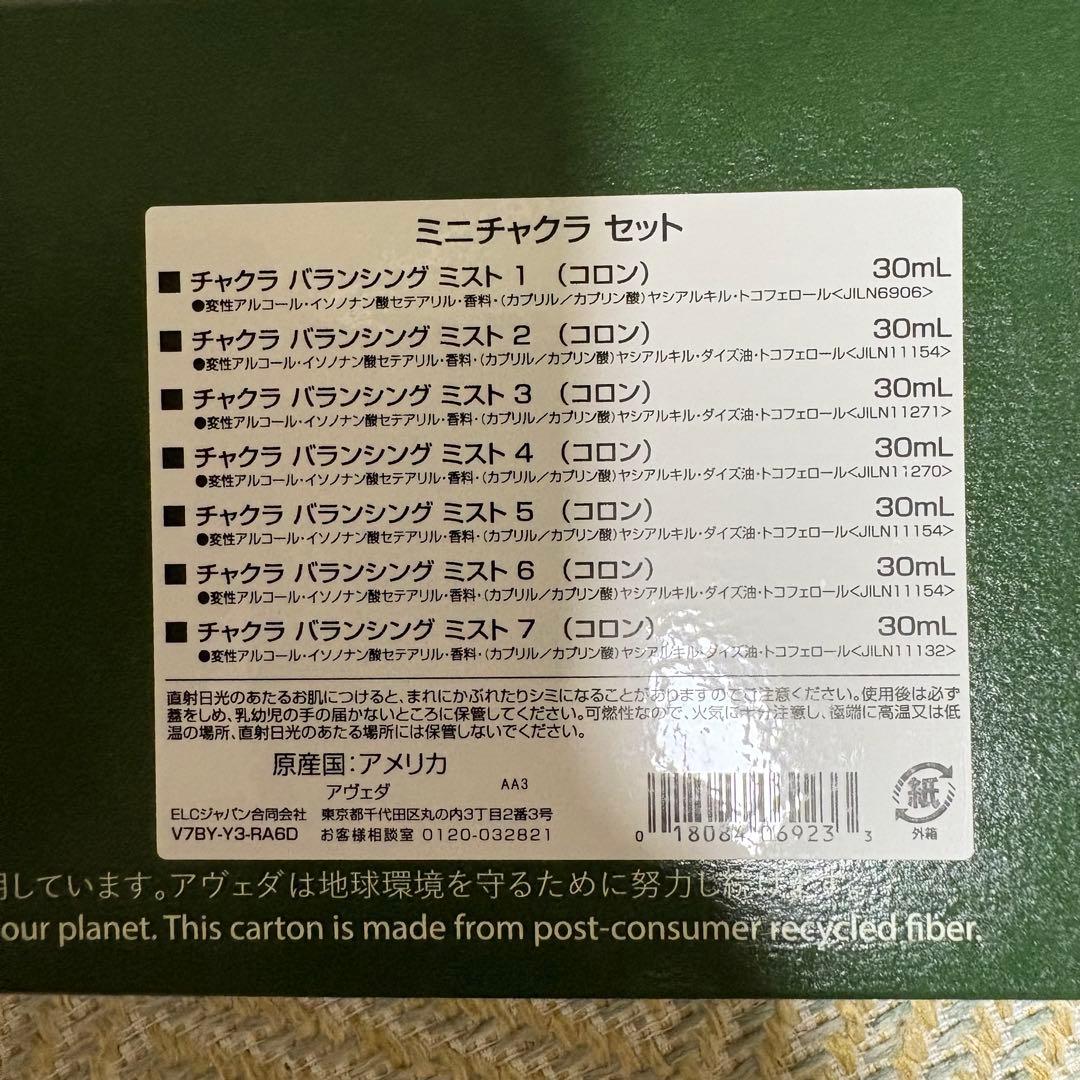 ミニチャクラ セット
■ チャクラ バランシング ミスト 1 （コロン） 30mL
●変性アルコール・イソノナン酸セテアリル・香料・（カプリル／カプリン酸）ヤシアルキル・トコフェロール<JILN6906>
■ チャクラ バランシング ミスト 2 （コロン） 30mL
●変性アルコール・イソノナン酸セテアリル・香料・（カプリル／カプリン酸）ヤシアルキル・ダイズ油・トコフェロール<JILN11154>
■ チャクラ バランシング ミスト 3 （コロン） 30mL
●変性アルコール・イソノナン酸セテアリル・香料・（カプリル／カプリン酸）ヤシアルキル・ダイズ油・トコフェロール<JILN11271>
■ チャクラ バランシング ミスト 4 （コロン） 30mL
●変性アルコール・イソノナン酸セテアリル・香料・（カプリル／カプリン酸）ヤシアルキル・ダイズ油・トコフェロール<JILN11270>
■ チャクラ バランシング ミスト 5 （コロン） 30mL
●変性アルコール・イソノナン酸セテアリル・香料・（カプリル／カプリン酸）ヤシアルキル・ダイズ油・トコフェロール<JILN11154>
■ チャクラ バランシング ミスト 6 （コロン） 30mL
●変性アルコール・イソノナン酸セテアリル・香料・（カプリル／カプリン酸）ヤシアルキル・ダイズ油・トコフェロール<JILN11154>
■ チャクラ バランシング ミスト 7 （コロン） 30mL
●変性アルコール・イソノナン酸セテアリル・香料・（カプリル／カプリン酸）ヤシアルキル・ダイズ油・トコフェロール<JILN11132>
直射日光のあたるお肌につけると、まれにかぶれたりシミになることがありますのでご注意ください。使用後は必ず
蓋をしめ、乳幼児の手の届かないところに保管してください。可燃性なので、火気に十分注意し、極端に高温又は低
温の場所、直射日光のあたる場所には保管しないでください。
原産国：アメリカ
アヴェダ AA3
ELCジャパン合同会社 東京都千代田区丸の内3丁目2番3号
V7BY-Y3-RA6D お客様相談室 0120-032821
0 18084 06923 3
紙
外箱
用しています。アヴェダは地球環境を守るために努力し続けます
our planet. This carton is made from post-consumer recycled fiber.